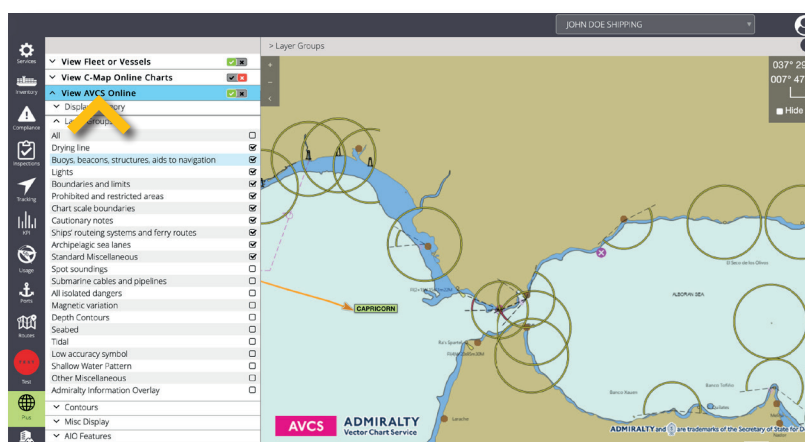 JOHN DOE SHIPPING
> Layer Groups
Services
Inventory
Compliance
Inspections
Tracking
KPI
Usage
Ports
Routes
Test
View Fleet or Vessels
View C-Map Online Charts
View AVCS Online
All
Drying line
Buoys, beacons, structures, aids to navigation
Lights
Boundaries and limits
Prohibited and restricted areas
Chart scale boundaries
Cautionary notes
Ships' routeing systems and ferry routes
Archipelagic sea lanes
Standard Miscellaneous
Spot soundings
Submarine cables and pipelines
All isolated dangers
Magnetic variation
Depth Contours
Seabed
Tidal
Low accuracy symbol
Shallow Water Pattern
Other Miscellaneous
Admiralty Information Overlay
Contours
Misc Display
AIO Features
037° 29
007° 47
Hide
CAPRICORN
ALBORAN SEA
Larache
AVCS
ADMIRALTY
Vector Chart Service
ADMIRALTY and are trademarks of the Secretary of State for D